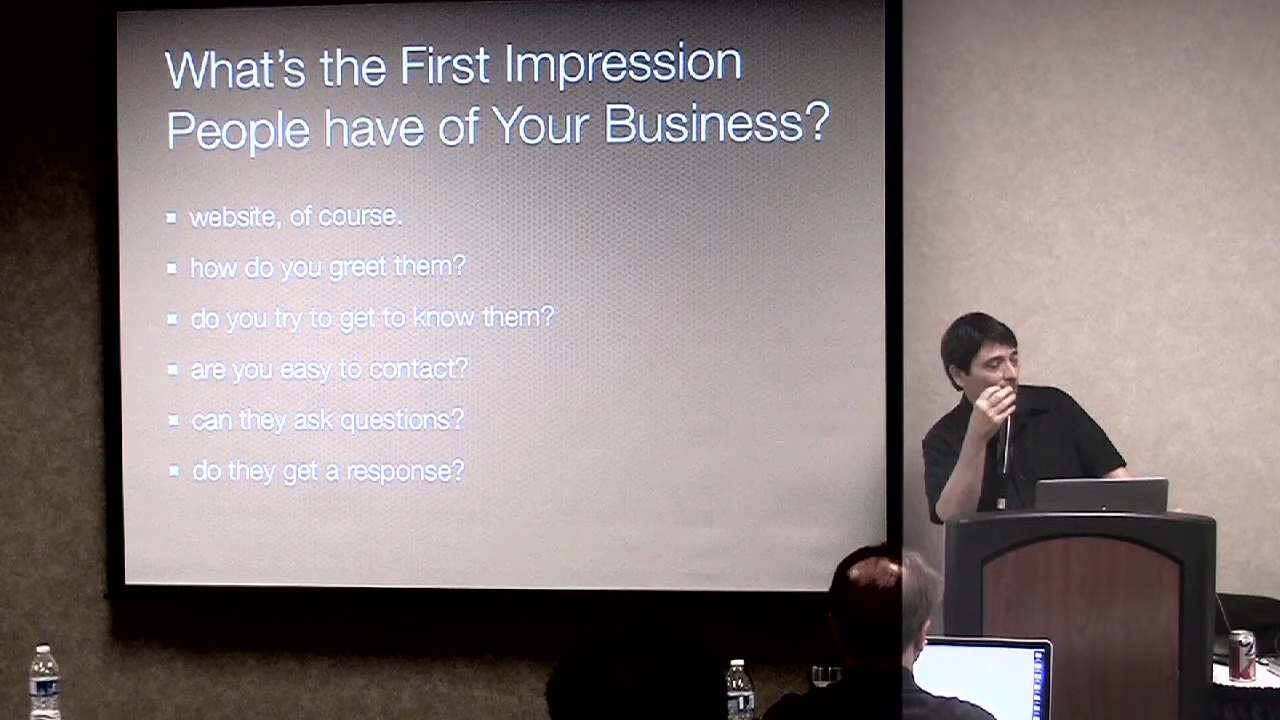 What's the First Impression
People have of Your Business?
website, of course.
how do you greet them?
do you try to get to know them?
are you easy to contact?
can they ask questions?
do they get a response?